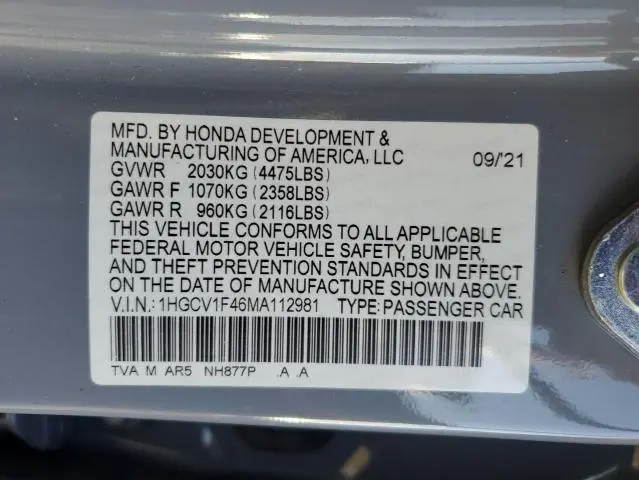 MFD. BY HONDA DEVELOPMENT &
MANUFACTURING OF AMERICA, LLC 09/'21
GVWR 2030KG (4475LBS)
GAWR F 1070KG (2358LBS)
GAWR R 960KG (2116LBS)
THIS VEHICLE CONFORMS TO ALL APPLICABLE
FEDERAL MOTOR VEHICLE SAFETY, BUMPER,
AND THEFT PREVENTION STANDARDS IN EFFECT
ON THE DATE OF MANUFACTURE SHOWN ABOVE.
V.I.N.: 1HGCV1F46MA112981 TYPE: PASSENGER CAR
TVA M AR5 NH877P .A .A